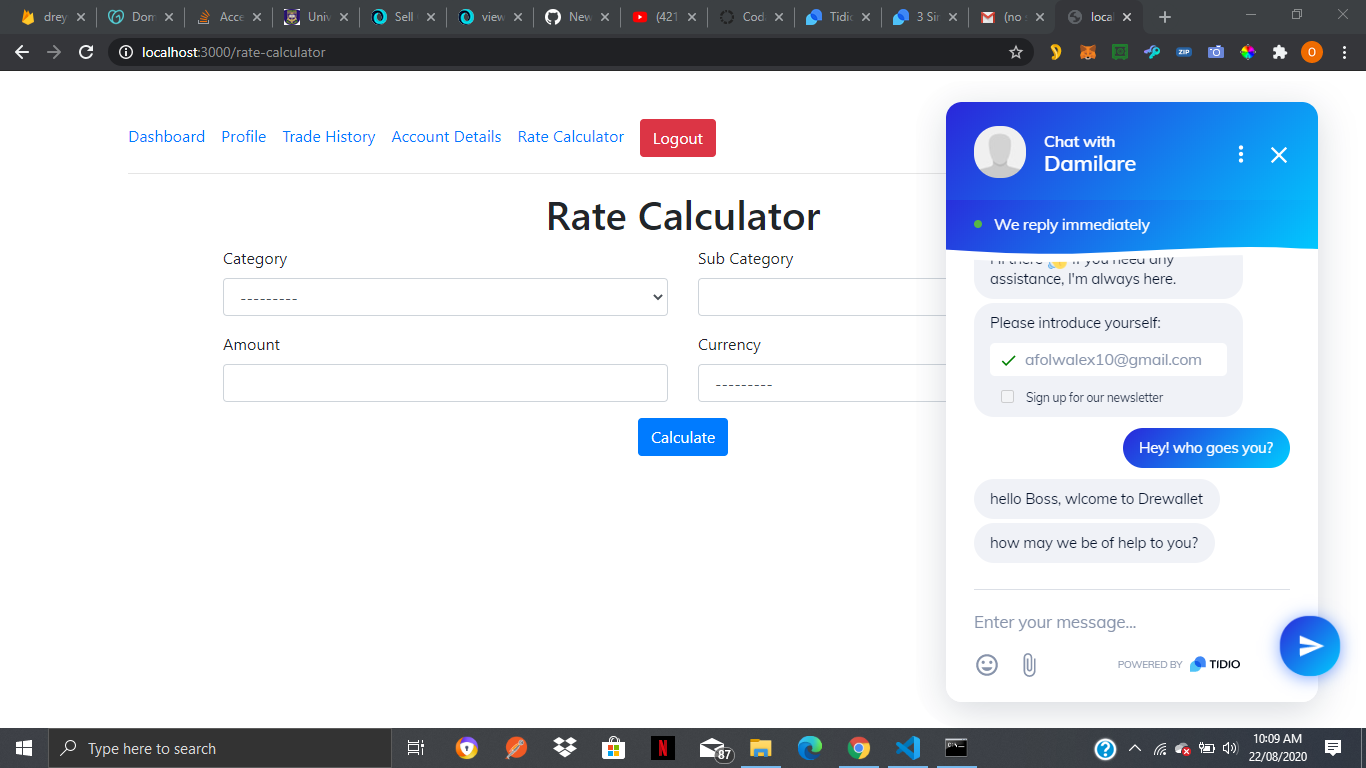 drey
Dom
Acce
Univ
Sell
view
New
(421
Cod
Tidi
3 Sir
(no s
local
localhost:3000/rate-calculator
ZIP
O
Dashboard
Profile
Trade History
Account Details
Rate Calculator
Logout
Rate Calculator
Category
Sub Category
---------
Amount
Currency
---------
Calculate
Chat with
Damilare
We reply immediately
Hi there 👋 If you need any
assistance, I'm always here.
Please introduce yourself:
afolwalex10@gmail.com
Sign up for our newsletter
Hey! who goes you?
hello Boss, wlcome to Drewallet
how may we be of help to you?
Enter your message...
POWERED BY TIDIO
Type here to search
87
10:09 AM
22/08/2020